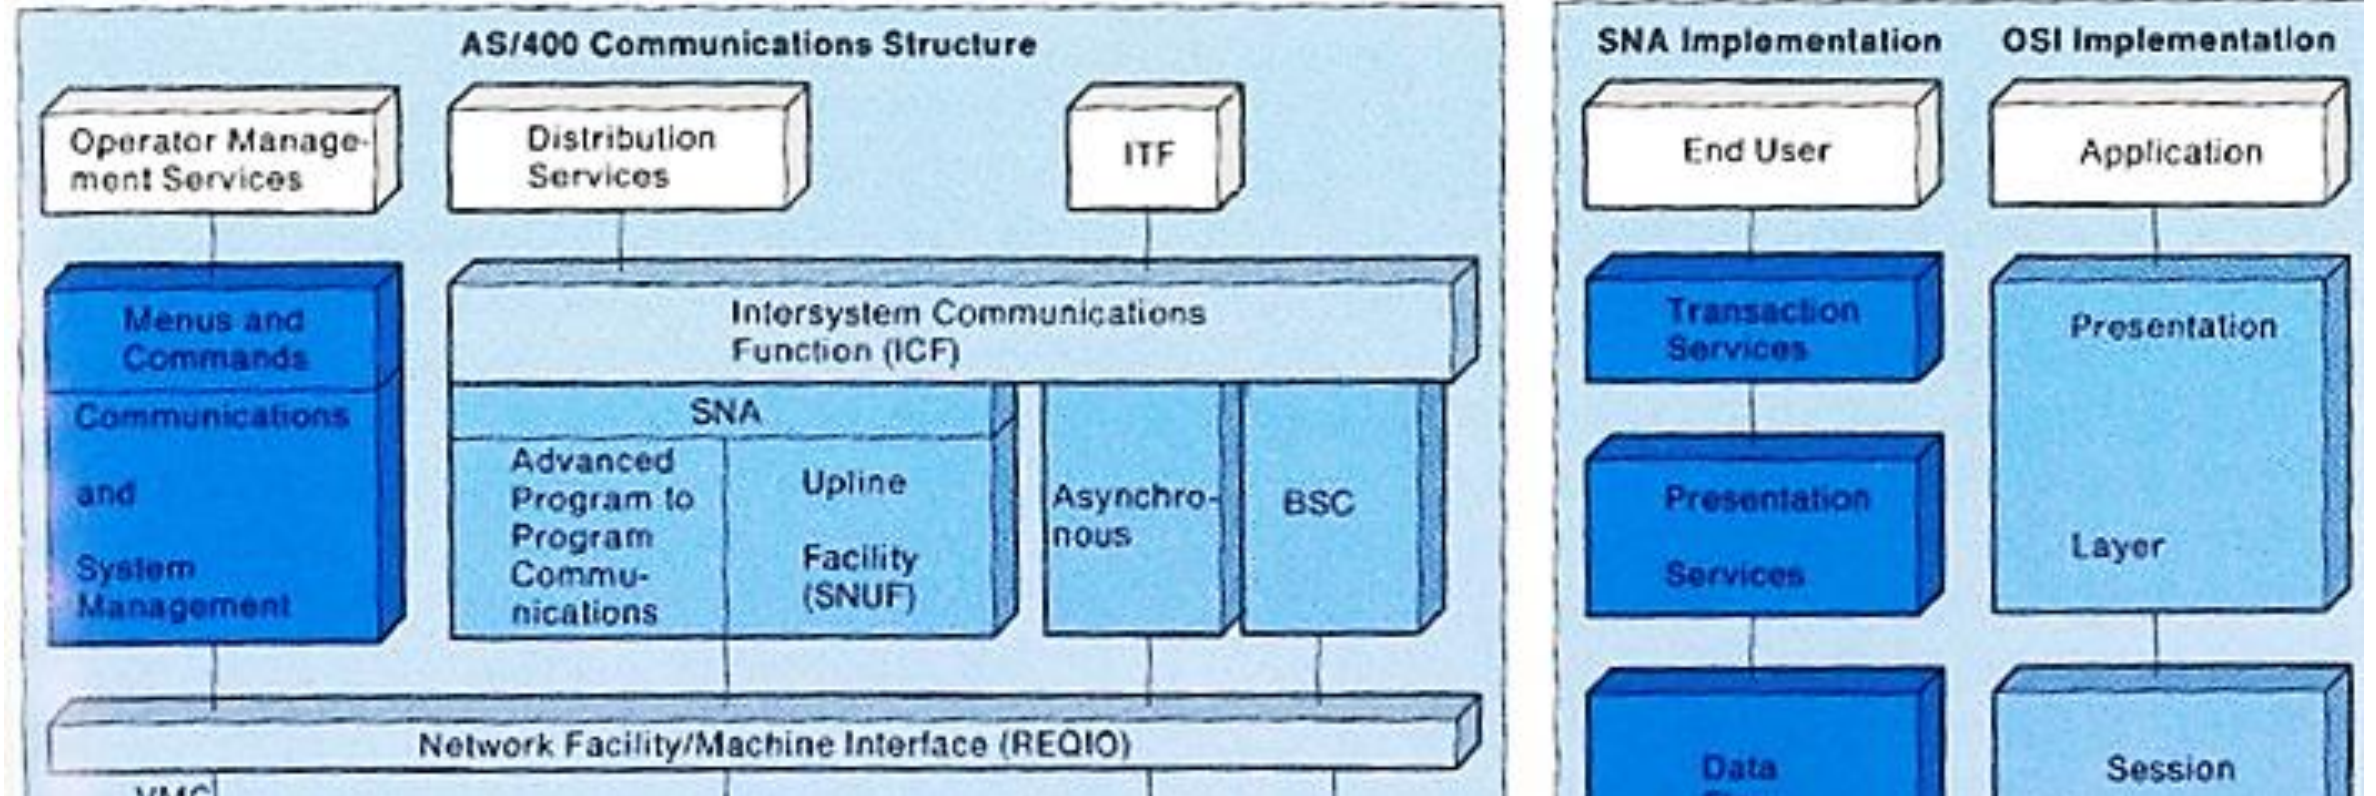 AS/400 Communications Structure
Operator Manage-
ment Services
Distribution
Services
ITF
Menus and
Commands
Communications
and
System
Management
Intersystem Communications
Function (ICF)
SNA
Advanced
Program to
Program
Commu-
nications
Upline
Facility
(SNUF)
Asynchro-
nous
BSC
Network Facility/Machine Interface (REQIO)
SNA Implementation
OSI Implementation
End User
Application
Transaction
Services
Presentation
Layer
Presentation
Services
Data
Session